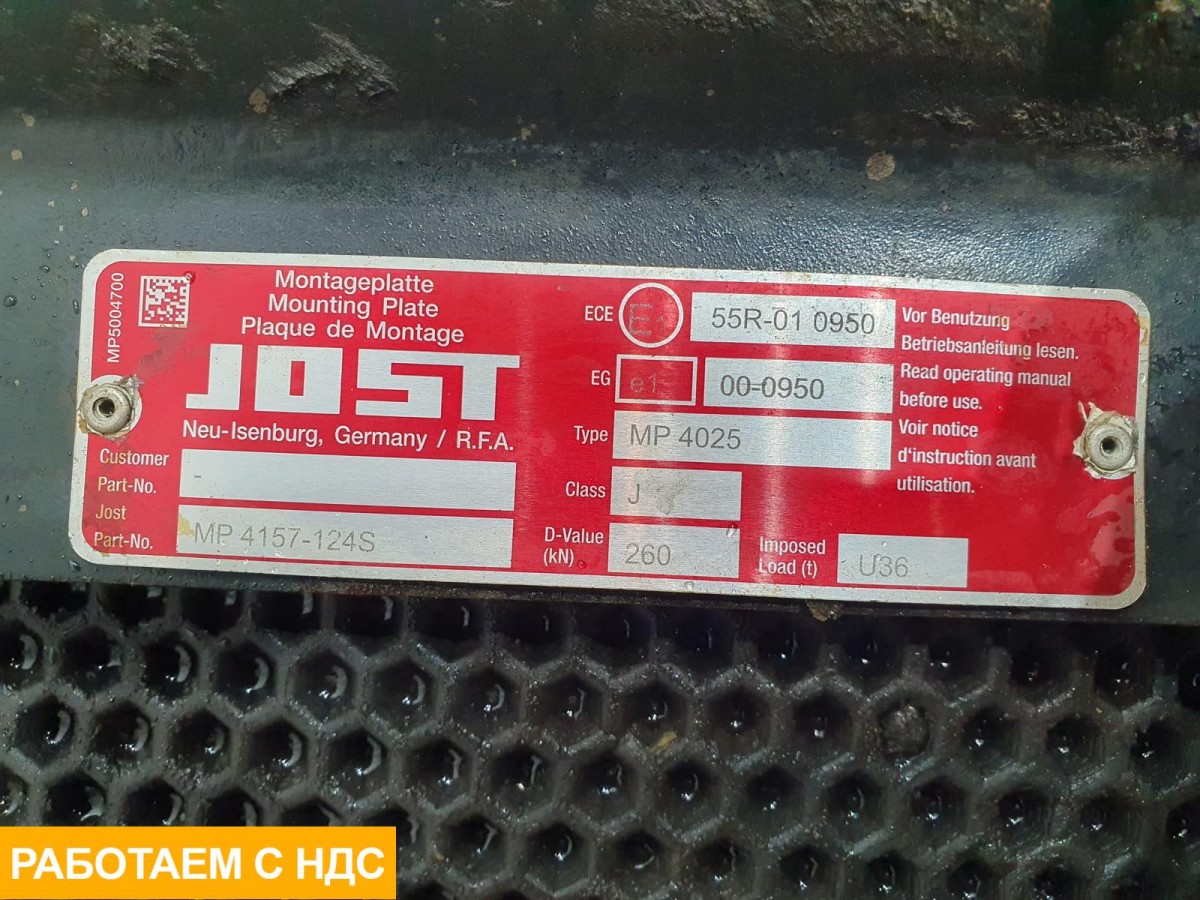 MP5004700
Montageplatte
Mounting Plate
Plaque de Montage
JOST
Neu-Isenburg, Germany / R.F.A.
Customer
Part-No.
-
Jost
Part-No.
MP 4157-124S
ECE E1 55R-01 0950
EG e1 00-0950
Type MP 4025
Class J
D-Value
(kN)
260
Imposed
Load (t)
U36
Vor Benutzung
Betriebsanleitung lesen.
Read operating manual
before use.
Voir notice
d'instruction avant
utilisation.
РАБОТАЕМ С НДС